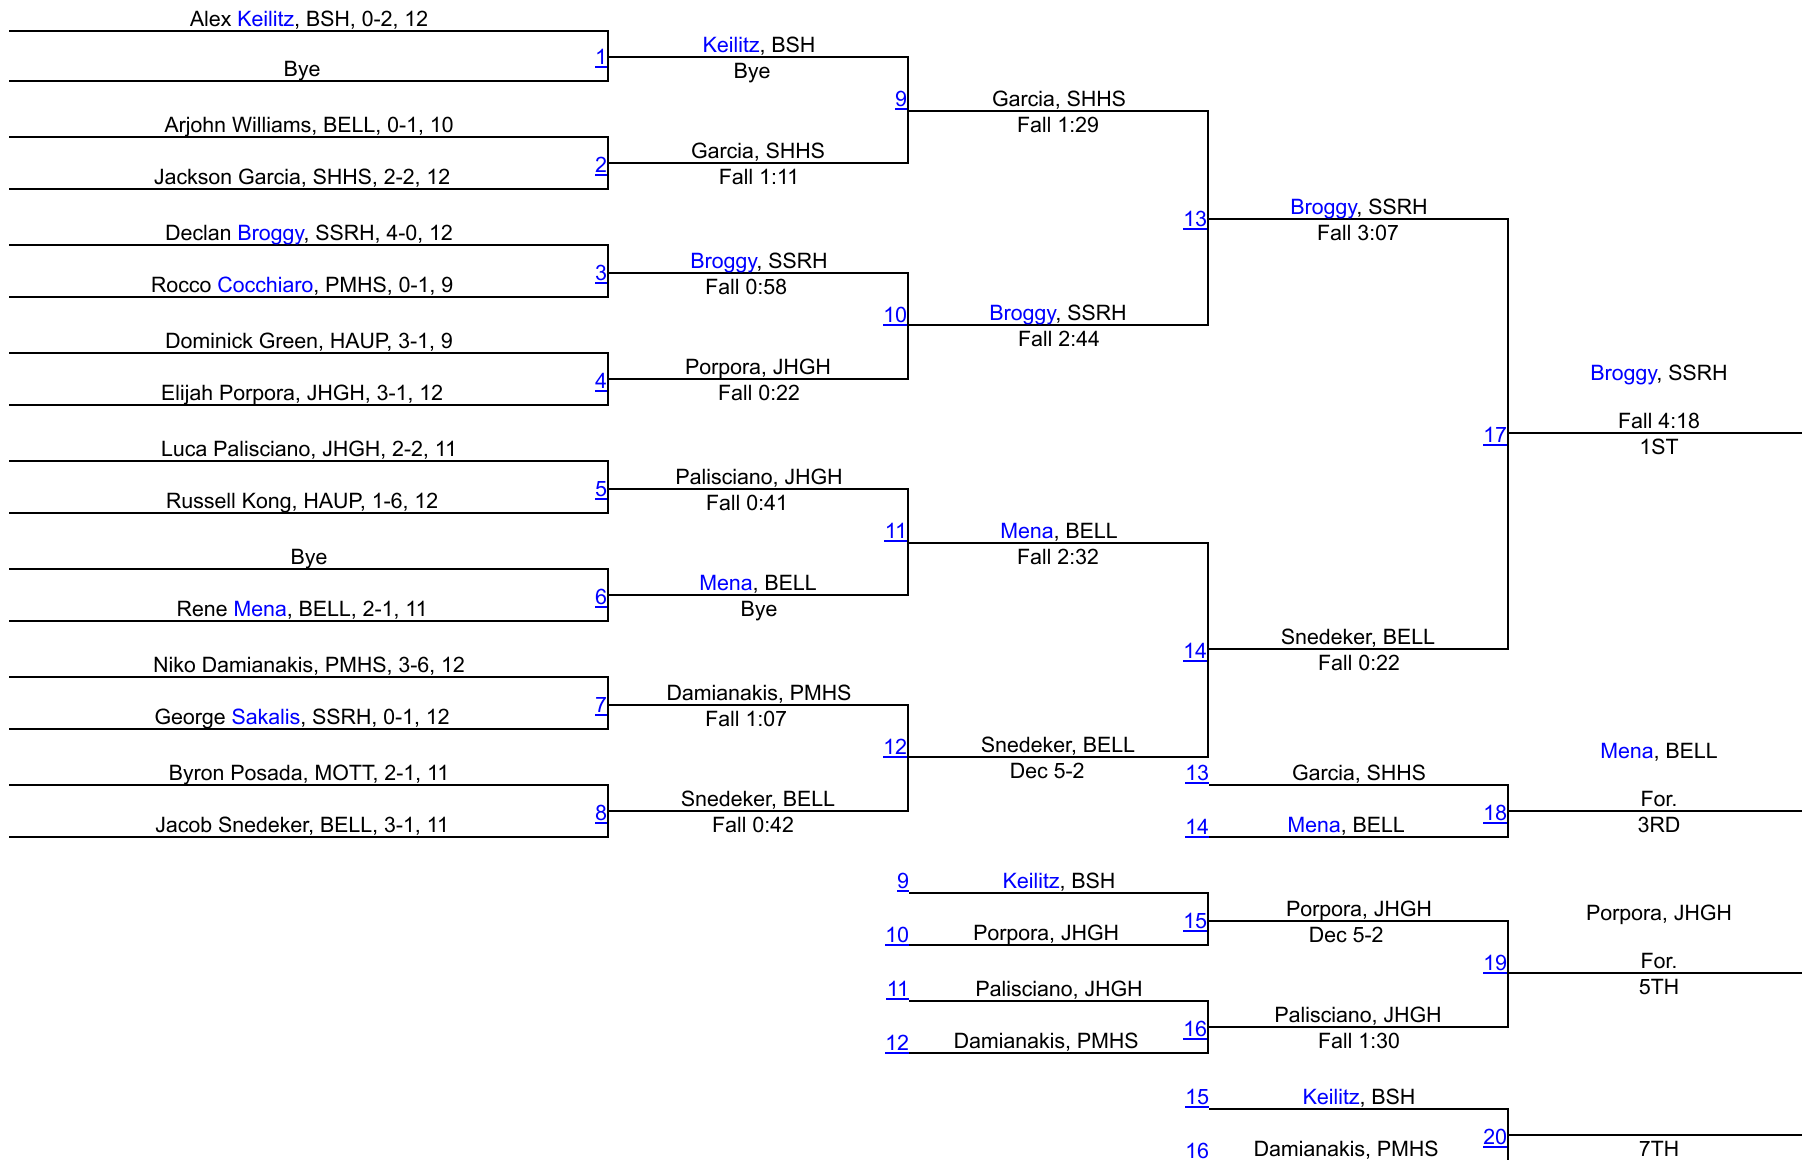 Alex Keilitz, BSH, 0-2, 12
1
Bye
Keilitz, BSH
Bye
9
Arjohn Williams, BELL, 0-1, 10
2
Jackson Garcia, SHHS, 2-2, 12
Garcia, SHHS
Fall 1:11
Garcia, SHHS
Fall 1:29
13
Declan Broggy, SSRH, 4-0, 12
3
Rocco Cocchiaro, PMHS, 0-1, 9
Broggy, SSRH
Fall 0:58
10
Dominick Green, HAUP, 3-1, 9
4
Elijah Porpora, JHGH, 3-1, 12
Porpora, JHGH
Fall 0:22
Broggy, SSRH
Fall 2:44
Broggy, SSRH
Fall 3:07
17
Luca Palisciano, JHGH, 2-2, 11
5
Russell Kong, HAUP, 1-6, 12
Palisciano, JHGH
Fall 0:41
11
Bye
6
Rene Mena, BELL, 2-1, 11
Mena, BELL
Bye
Mena, BELL
Fall 2:32
14
Niko Damianakis, PMHS, 3-6, 12
7
George Sakalis, SSRH, 0-1, 12
Damianakis, PMHS
Fall 1:07
12
Byron Posada, MOTT, 2-1, 11
8
Jacob Snedeker, BELL, 3-1, 11
Snedeker, BELL
Fall 0:42
Snedeker, BELL
Dec 5-2
Snedeker, BELL
Fall 0:22
Broggy, SSRH
Fall 4:18
1ST
13
Garcia, SHHS
14
Mena, BELL
18
Mena, BELL
For.
3RD
9
Keilitz, BSH
10
Porpora, JHGH
15
Porpora, JHGH
Dec 5-2
11
Palisciano, JHGH
12
Damianakis, PMHS
16
Palisciano, JHGH
Fall 1:30
19
Porpora, JHGH
For.
5TH
15
Keilitz, BSH
16
Damianakis, PMHS
20
7TH